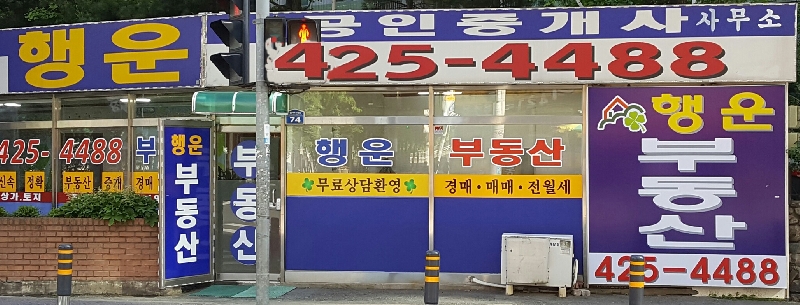 행운
공인중개사 사무소
425-4488
425-4488 부
신속 정확 부동산 중개 매매
상가.토지
행운
부동산
부동산
74
행운 부동산
무료상담환영
경매·매매·전월세
행운
부동산
425-4488